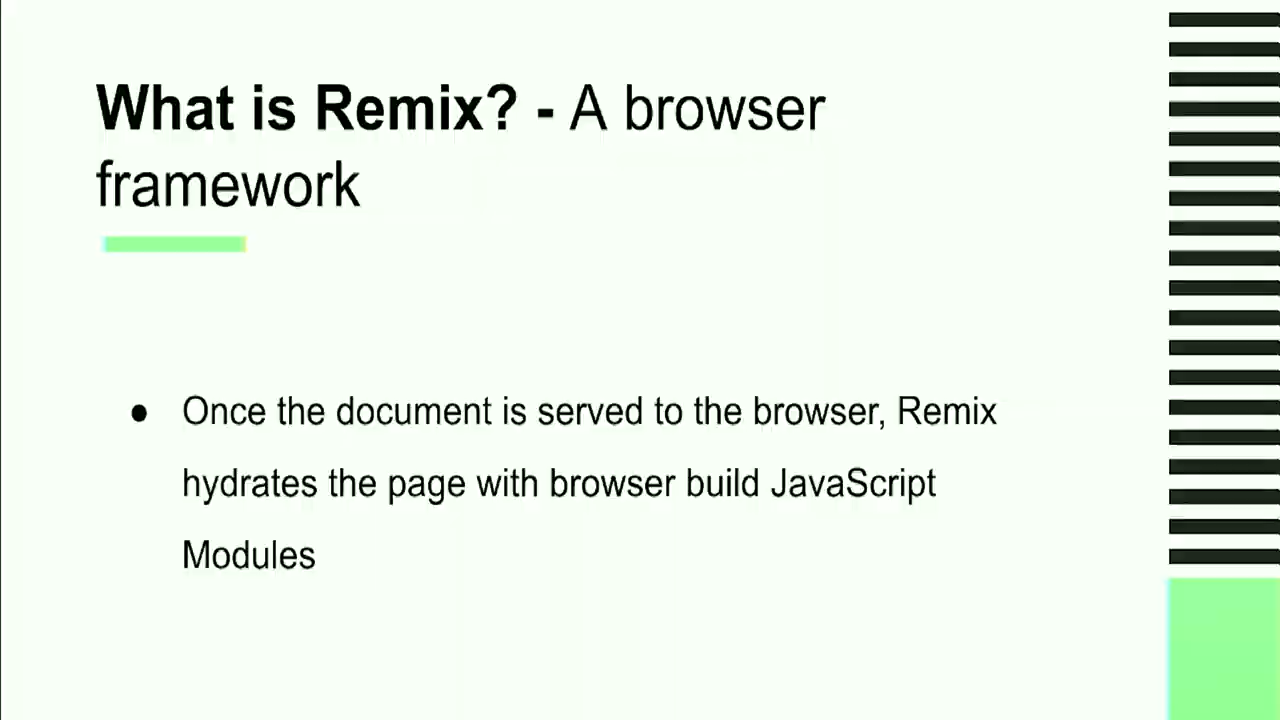 What is Remix? - A browser
framework
● Once the document is served to the browser, Remix
hydrates the page with browser build JavaScript
Modules